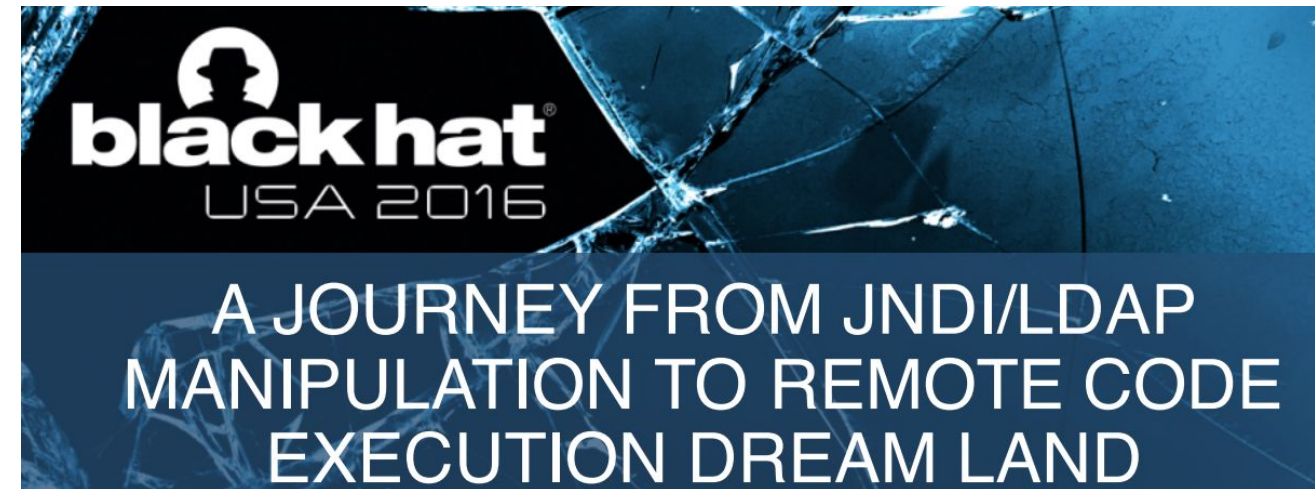 black hat®
USA 2016
A JOURNEY FROM JNDI/LDAP
MANIPULATION TO REMOTE CODE
EXECUTION DREAM LAND